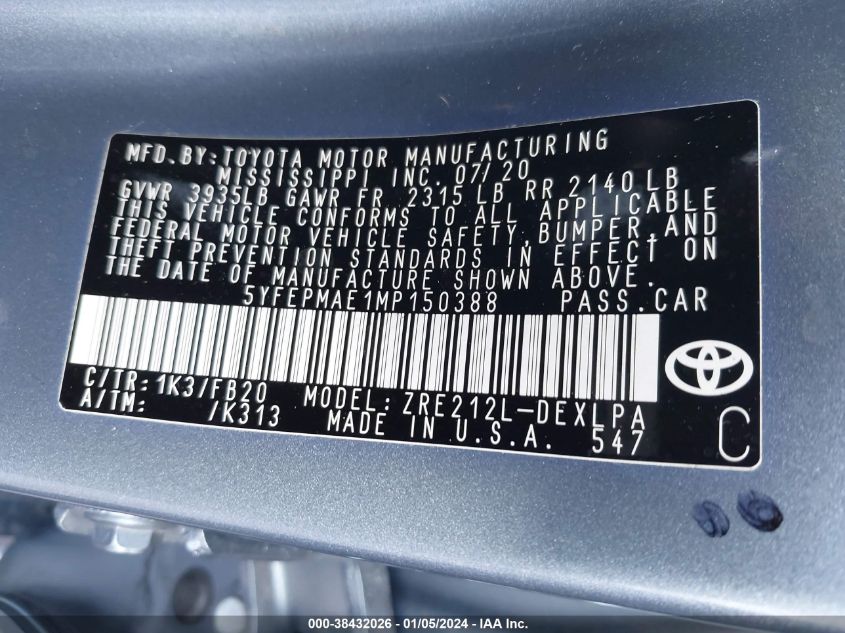 MFD. BY: TOYOTA MOTOR MANUFACTURING
MISSISSIPPI INC. 07/20
GVWR 3935LB GAWR FR 2315 LB RR 2140 LB
THIS VEHICLE CONFORMS TO ALL APPLICABLE
FEDERAL MOTOR VEHICLE SAFETY, BUMPER, AND
THEFT PREVENTION STANDARDS IN EFFECT ON
THE DATE OF MANUFACTURE SHOWN ABOVE.
5YFEPMAE1MP150388 PASS. CAR
C/TR: 1K3/FB20 MODEL: ZRE212L-DEXLPA
A/TM: /K313 MADE IN U.S.A. 547
C
000-38432026 - 01/05/2024 - IAA Inc.